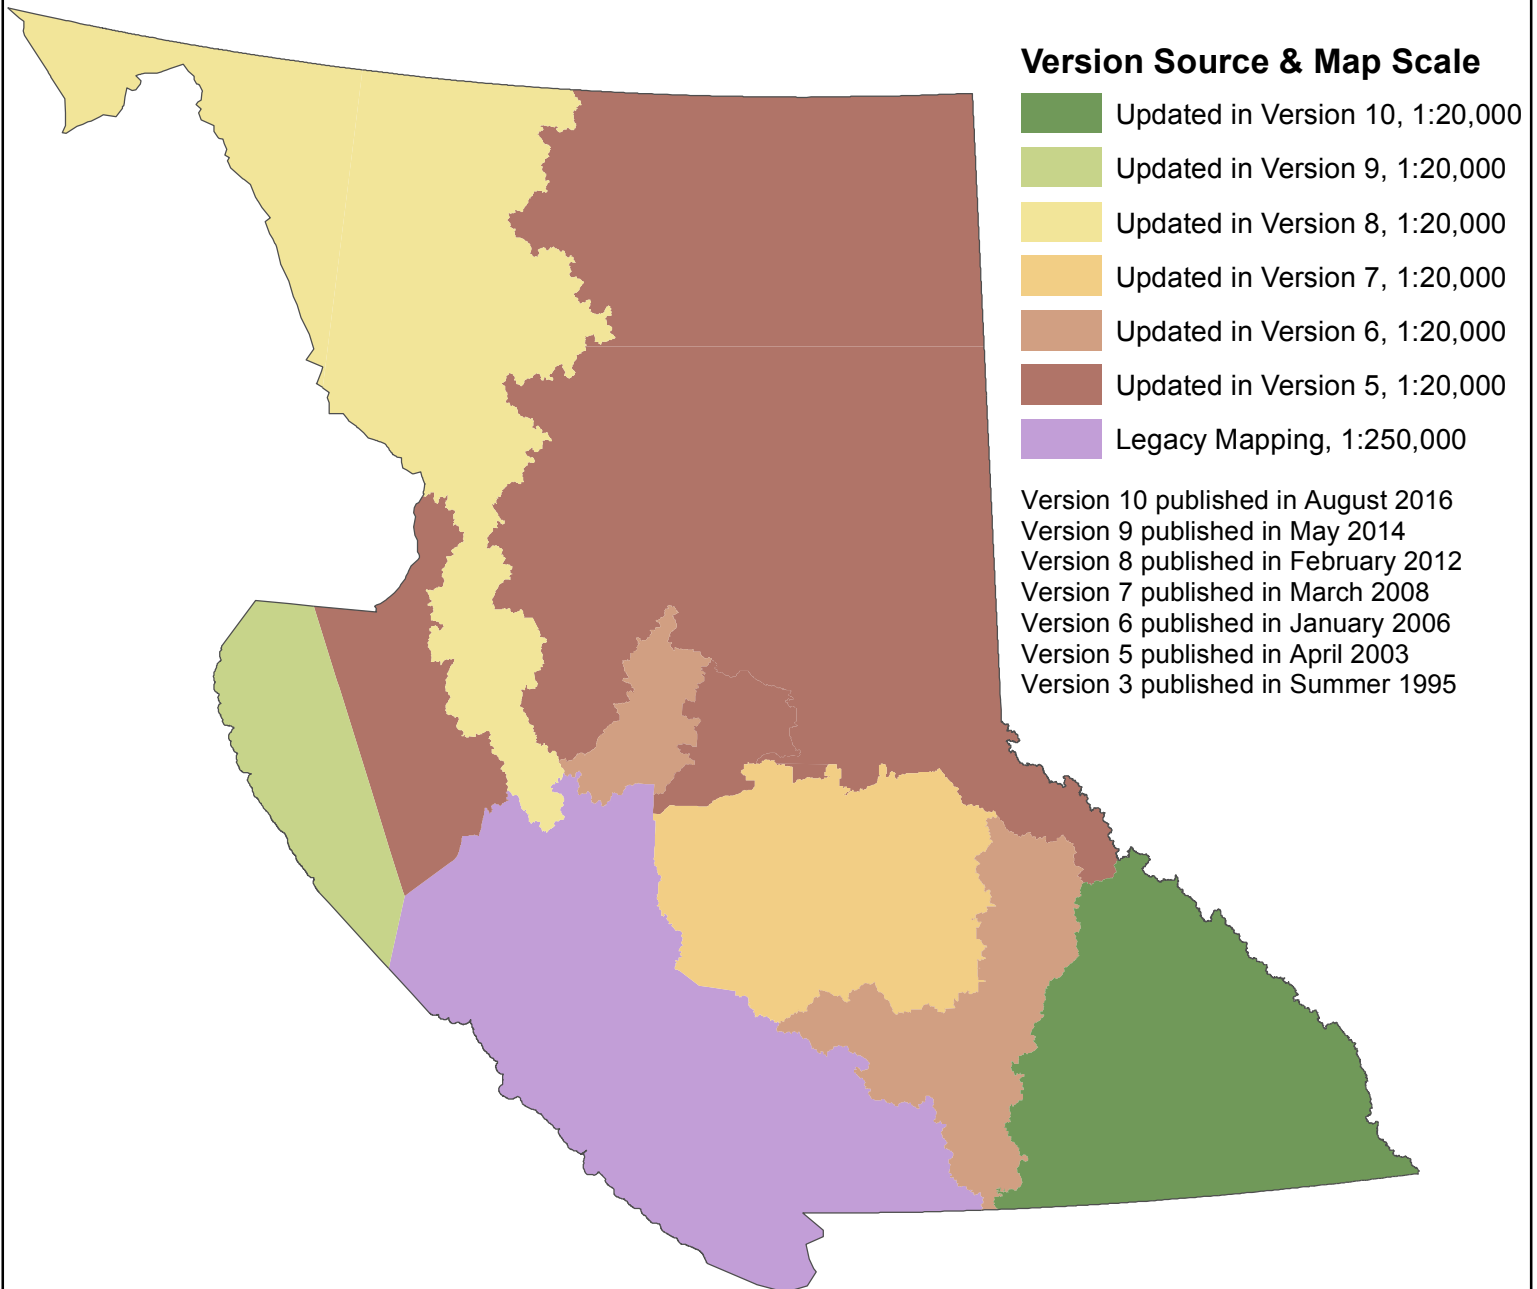 Version Source & Map Scale
Updated in Version 10, 1:20,000
Updated in Version 9, 1:20,000
Updated in Version 8, 1:20,000
Updated in Version 7, 1:20,000
Updated in Version 6, 1:20,000
Updated in Version 5, 1:20,000
Legacy Mapping, 1:250,000
Version 10 published in August 2016
Version 9 published in May 2014
Version 8 published in February 2012
Version 7 published in March 2008
Version 6 published in January 2006
Version 5 published in April 2003
Version 3 published in Summer 1995